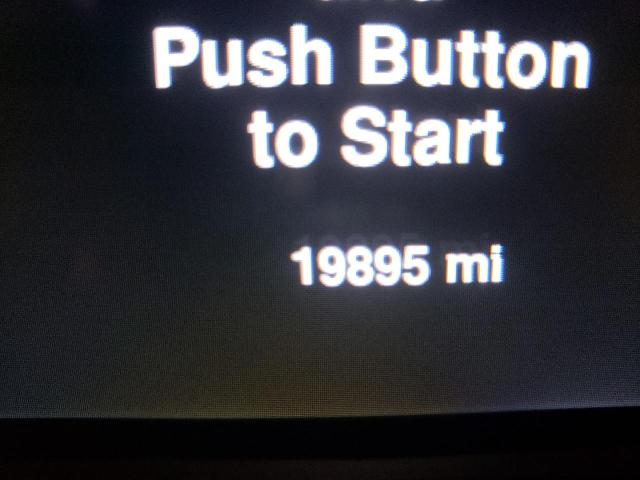 Push Button
to Start
19895 mi